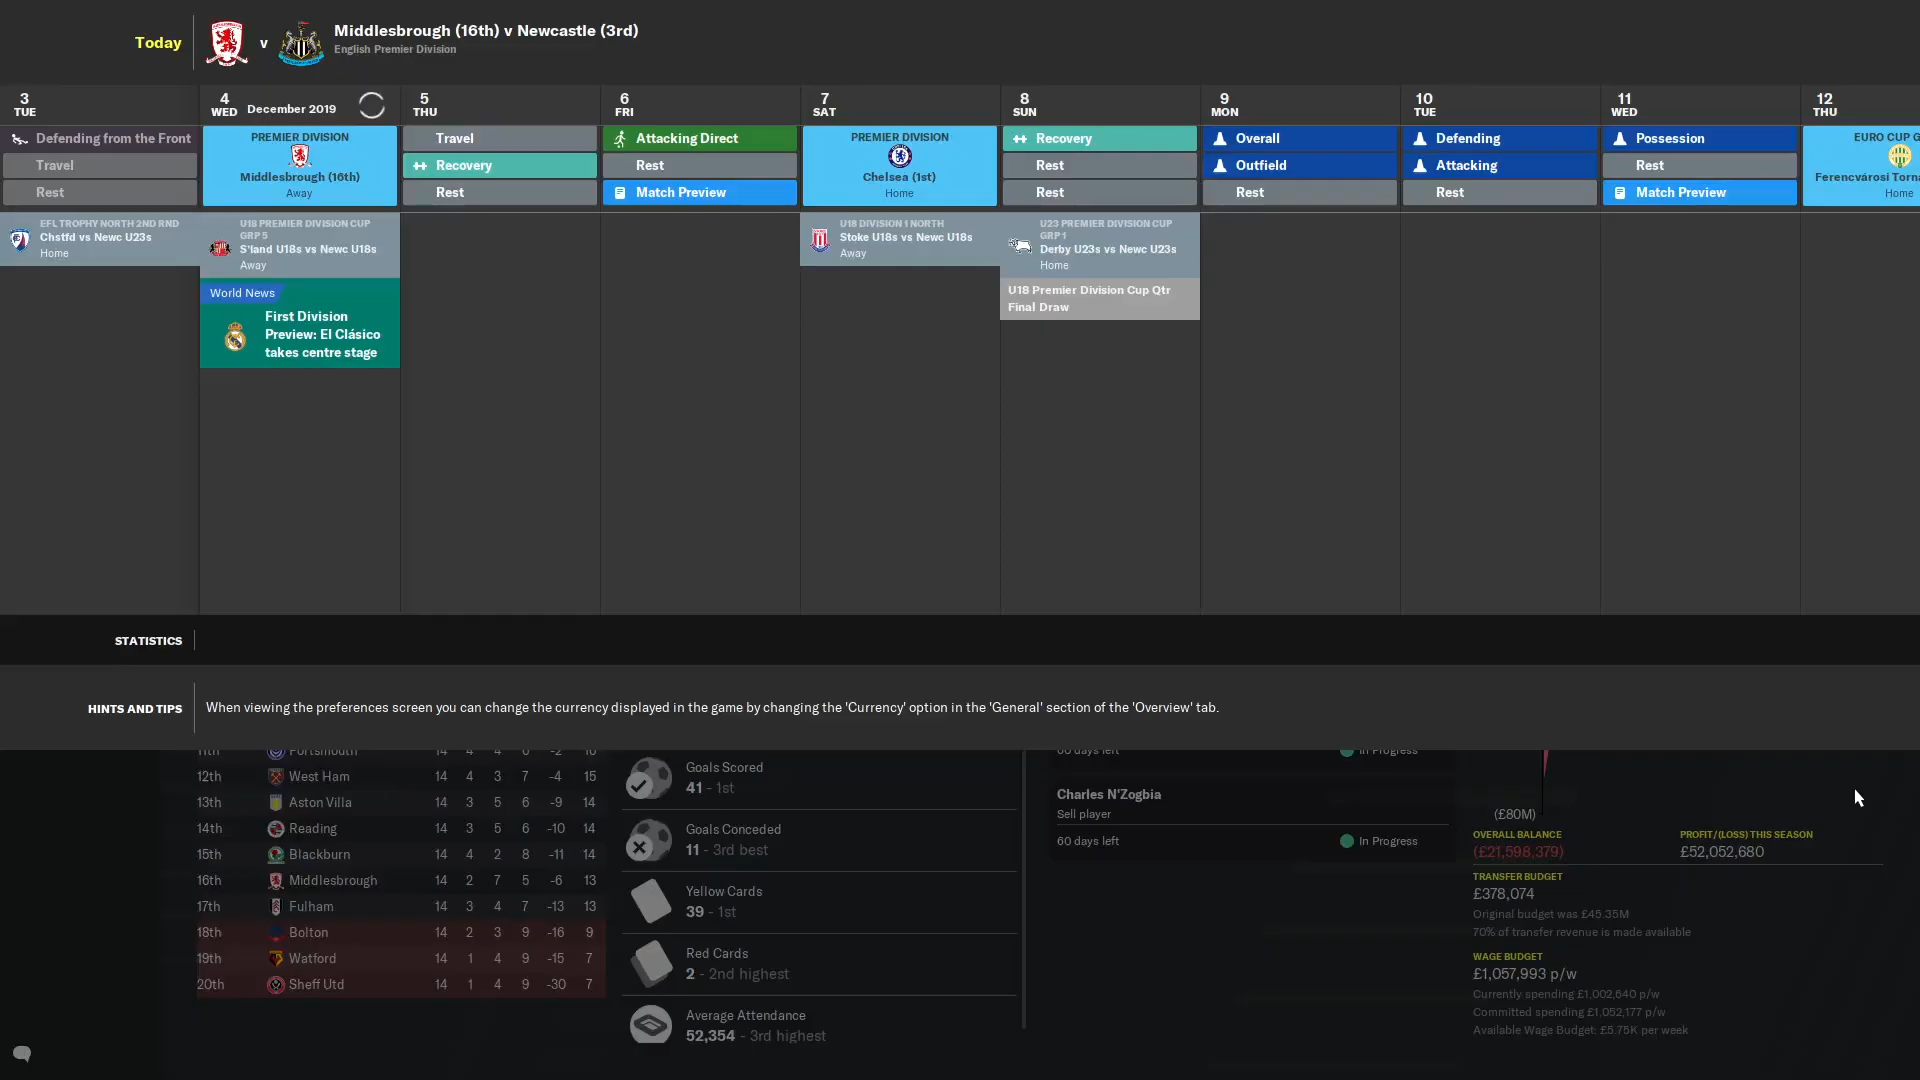 Today
v
Middlesbrough (16th) v Newcastle (3rd)
English Premier Division
3
TUE
4
WED
December 2019
5
THU
6
FRI
7
SAT
8
SUN
9
MON
10
TUE
11
WED
12
THU
Defending from the Front
Travel
Rest
PREMIER DIVISION
Middlesbrough (16th)
Away
Travel
Recovery
Rest
Attacking Direct
Rest
Match Preview
PREMIER DIVISION
Chelsea (1st)
Home
Recovery
Rest
Rest
Overall
Outfield
Rest
Defending
Attacking
Rest
Possession
Rest
Match Preview
EURO CUP G
Ferencvárosi Torna
Home
EFL TROPHY NORTH 2ND RND
Chstfd vs Newc U23s
Home
U18 PREMIER DIVISION CUP
GRP 5
S'land U18s vs Newc U18s
Away
World News
First Division
Preview: El Clásico
takes centre stage
U18 DIVISION 1 NORTH
Stoke U18s vs Newc U18s
Away
U23 PREMIER DIVISION CUP
GRP 1
Derby U23s vs Newc U23s
Home
U18 Premier Division Cup Qtr
Final Draw
STATISTICS
HINTS AND TIPS
When viewing the preferences screen you can change the currency displayed in the game by changing the 'Currency' option in the 'General' section of the 'Overview' tab.
11th Portsmouth 14 4 4 6 -2 16
12th West Ham 14 4 3 7 -4 15
13th Aston Villa 14 3 5 6 -9 14
14th Reading 14 3 5 6 -10 14
15th Blackburn 14 4 2 8 -11 14
16th Middlesbrough 14 2 7 5 -6 13
17th Fulham 14 3 4 7 -13 13
18th Bolton 14 2 3 9 -16 9
19th Watford 14 1 4 9 -15 7
20th Sheff Utd 14 1 4 9 -30 7
Goals Scored
41 - 1st
Goals Conceded
11 - 3rd best
Yellow Cards
39 - 1st
Red Cards
2 - 2nd highest
Average Attendance
52,354 - 3rd highest
60 days left In Progress
Charles N'Zogbia
Sell player
60 days left In Progress
(£80M)
OVERALL BALANCE
(£21,598,379)
PROFIT/(LOSS) THIS SEASON
£52,052,680
TRANSFER BUDGET
£378,074
Original budget was £45.35M
70% of transfer revenue is made available
WAGE BUDGET
£1,057,993 p/w
Currently spending £1,002,640 p/w
Committed spending £1,052,177 p/w
Available Wage Budget: £5.75K per week